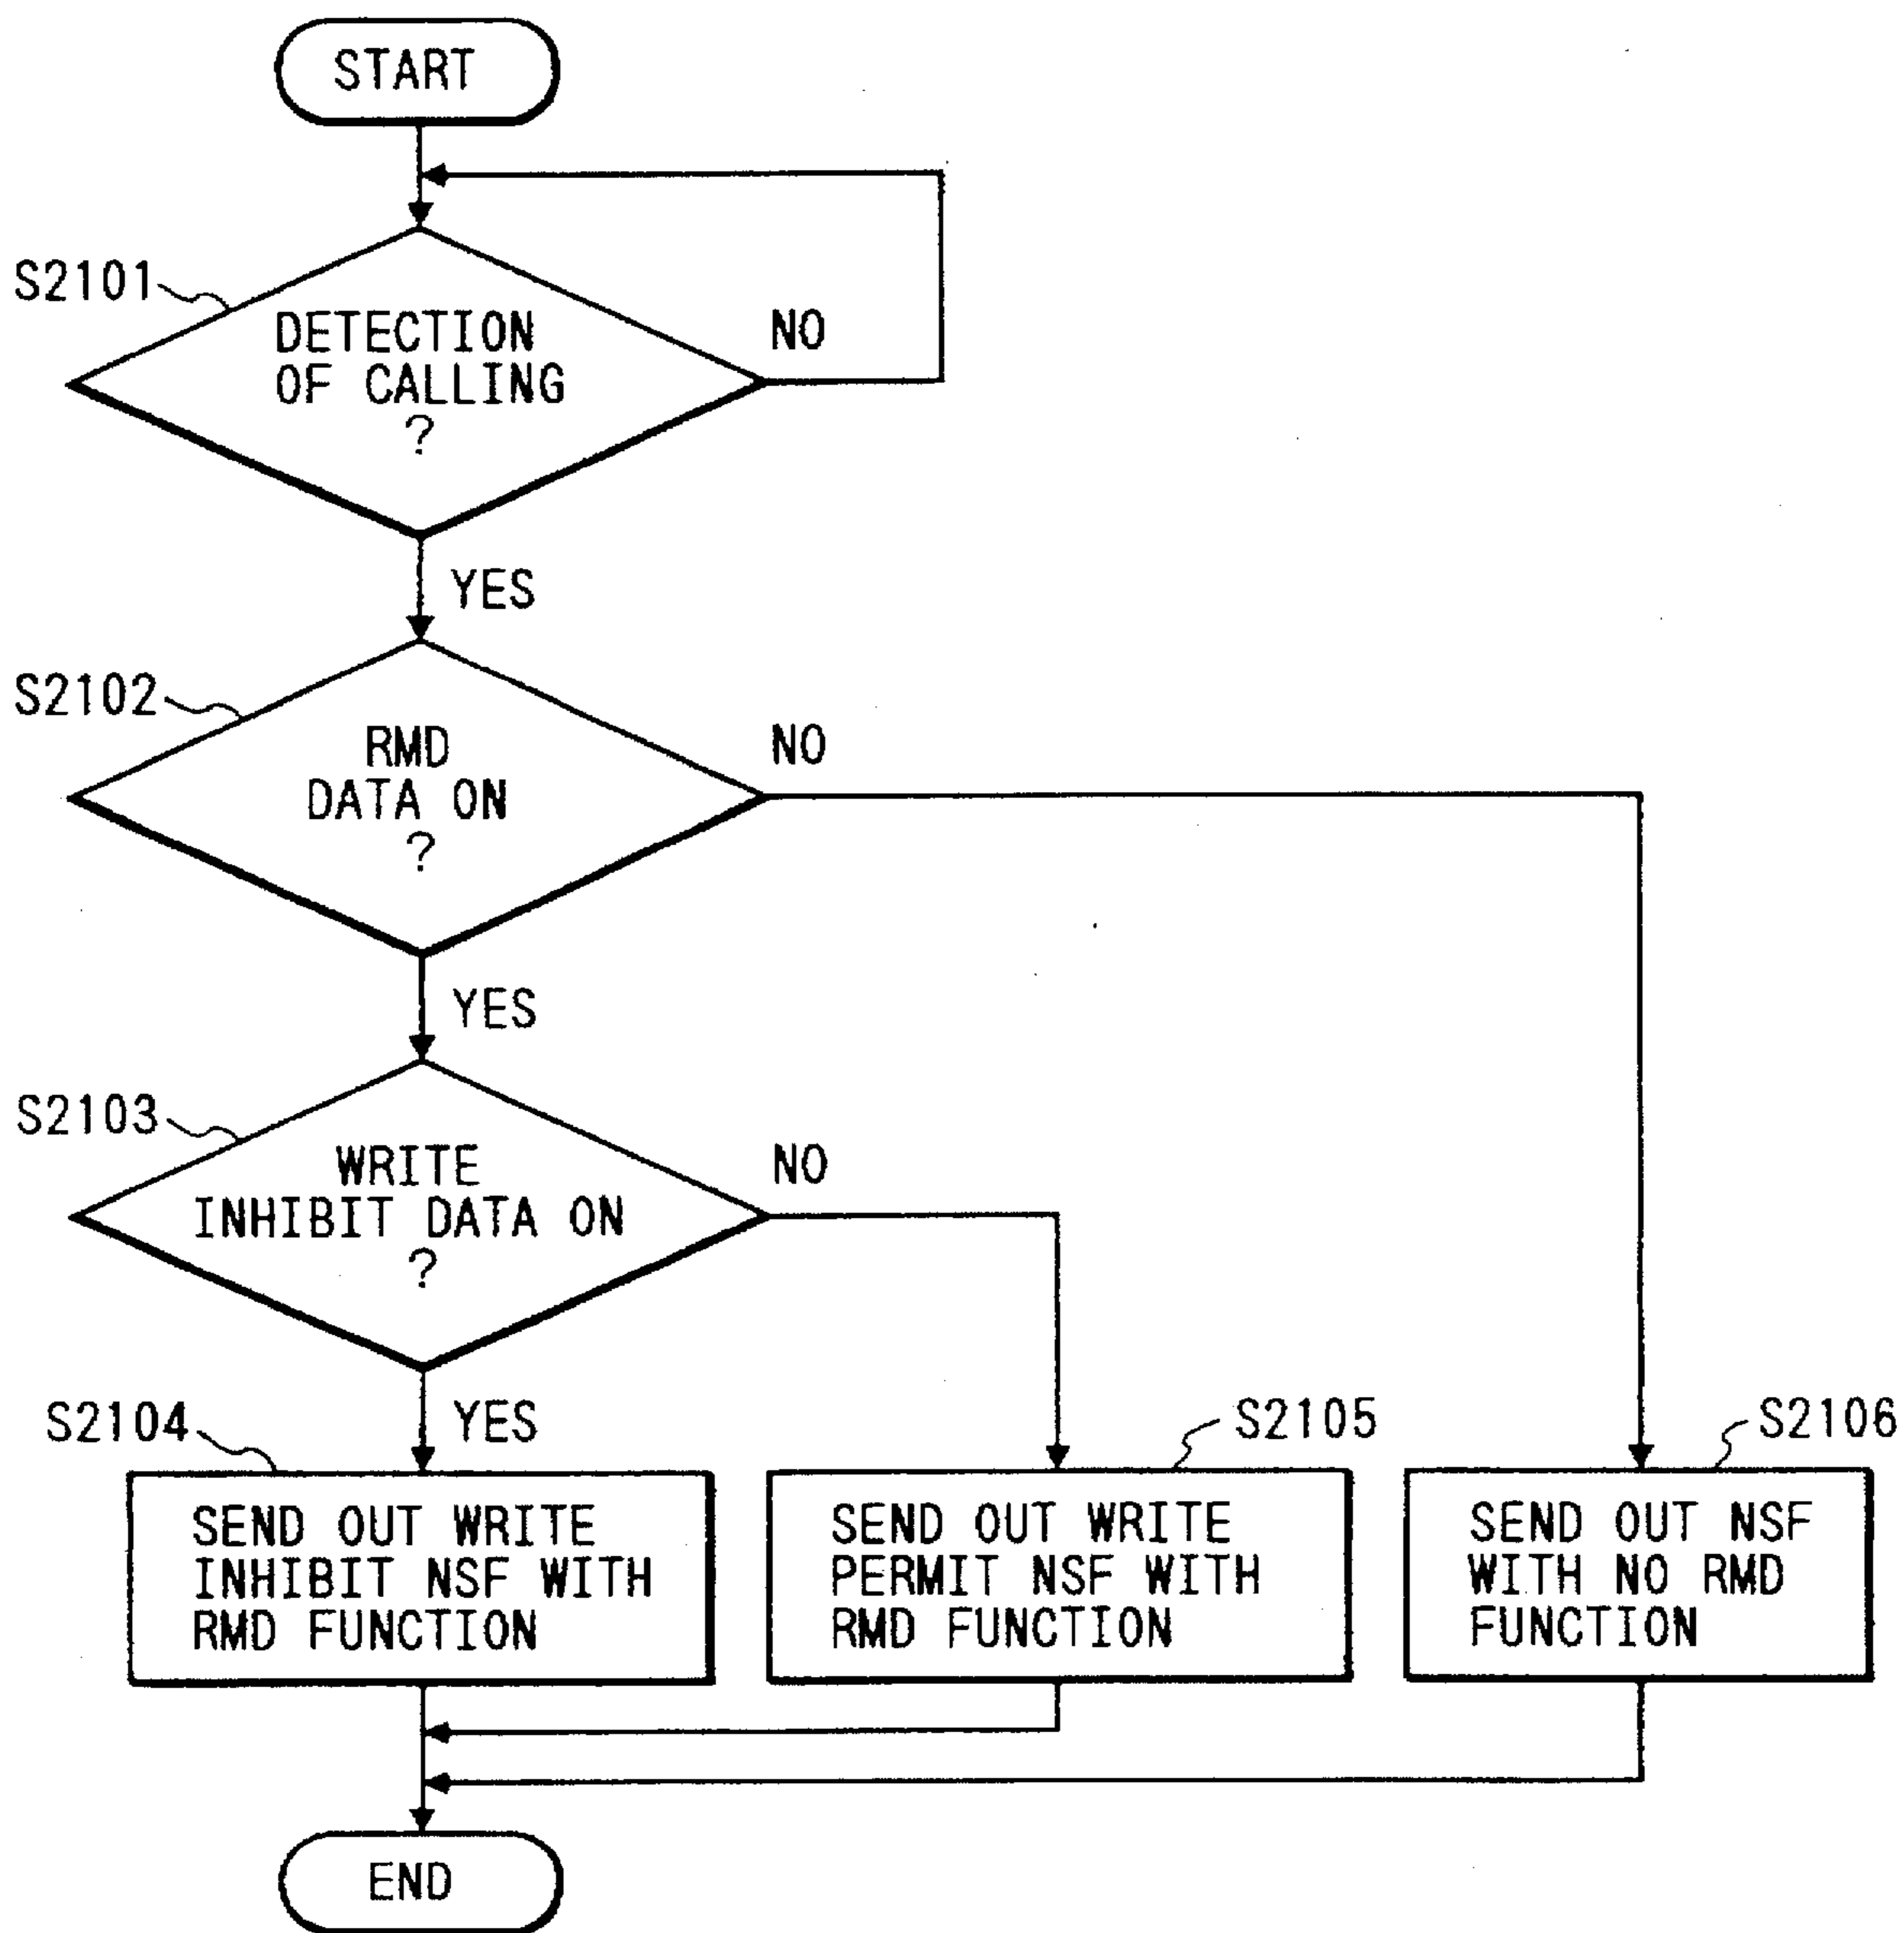 START
S2101
DETECTION
OF CALLING
?
NO
YES
S2102
RMD
DATA ON
?
NO
YES
S2103
WRITE
INHIBIT DATA ON
?
NO
YES
S2104
SEND OUT WRITE
INHIBIT NSF WITH
RMD FUNCTION
S2105
SEND OUT WRITE
PERMIT NSF WITH
RMD FUNCTION
S2106
SEND OUT NSF
WITH NO RMD
FUNCTION
END